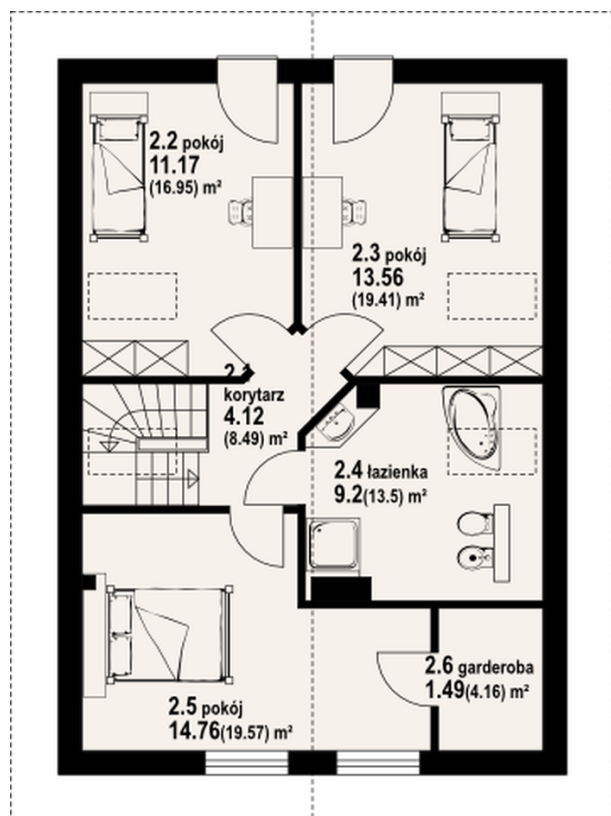 2.2 pokój
11.17
(16.95) m²
2.3 pokój
13.56
(19.41) m²
2.1
korytarz
4.12
(8.49) m²
2.4 łazienka
9.2(13.5) m²
2.5 pokój
14.76(19.57) m²
2.6 garderoba
1.49(4.16) m²